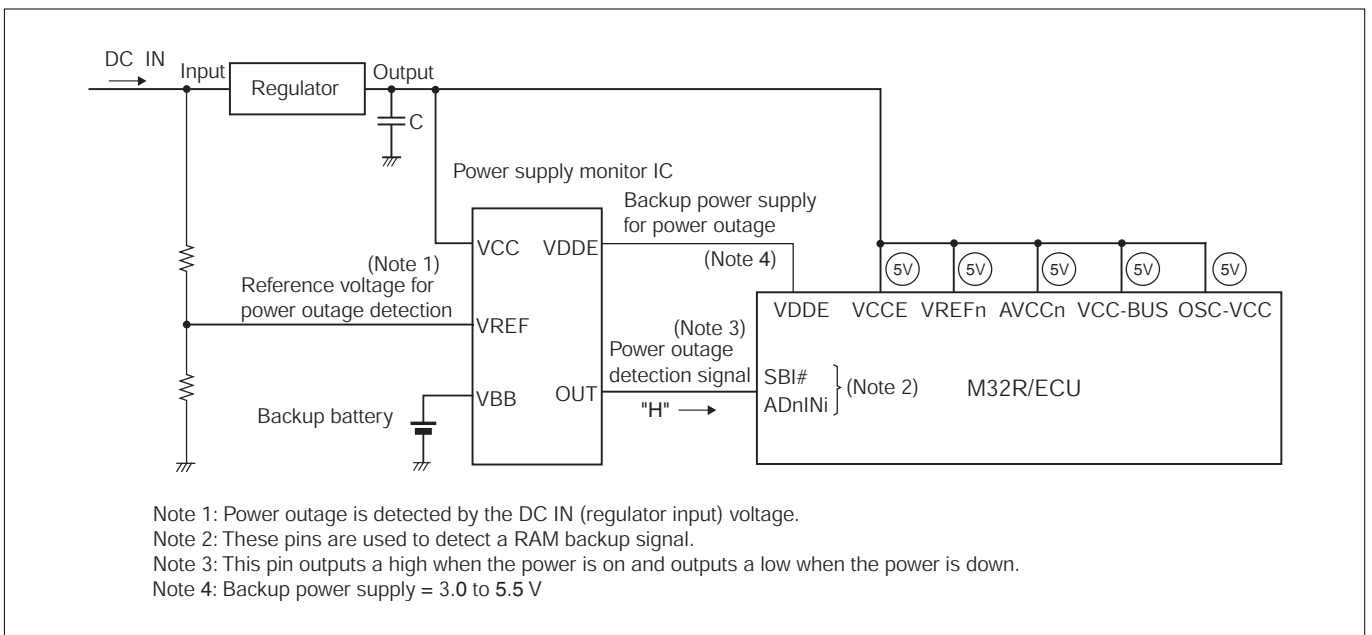 DC IN
Input
Regulator
Output
C
Power supply monitor IC
Backup power supply
for power outage
VCC
VDDE
(Note 4)
(Note 1)
Reference voltage for
power outage detection
VREF
(Note 3)
Power outage
detection signal
VBB
OUT
"H"
Backup battery
5V
5V
5V
5V
5V
VDDE VCCE VREFn AVCCn VCC-BUS OSC-VCC
SBI#
ADnINi
(Note 2)
M32R/ECU
Note 1: Power outage is detected by the DC IN (regulator input) voltage.
Note 2: These pins are used to detect a RAM backup signal.
Note 3: This pin outputs a high when the power is on and outputs a low when the power is down.
Note 4: Backup power supply = 3.0 to 5.5 V